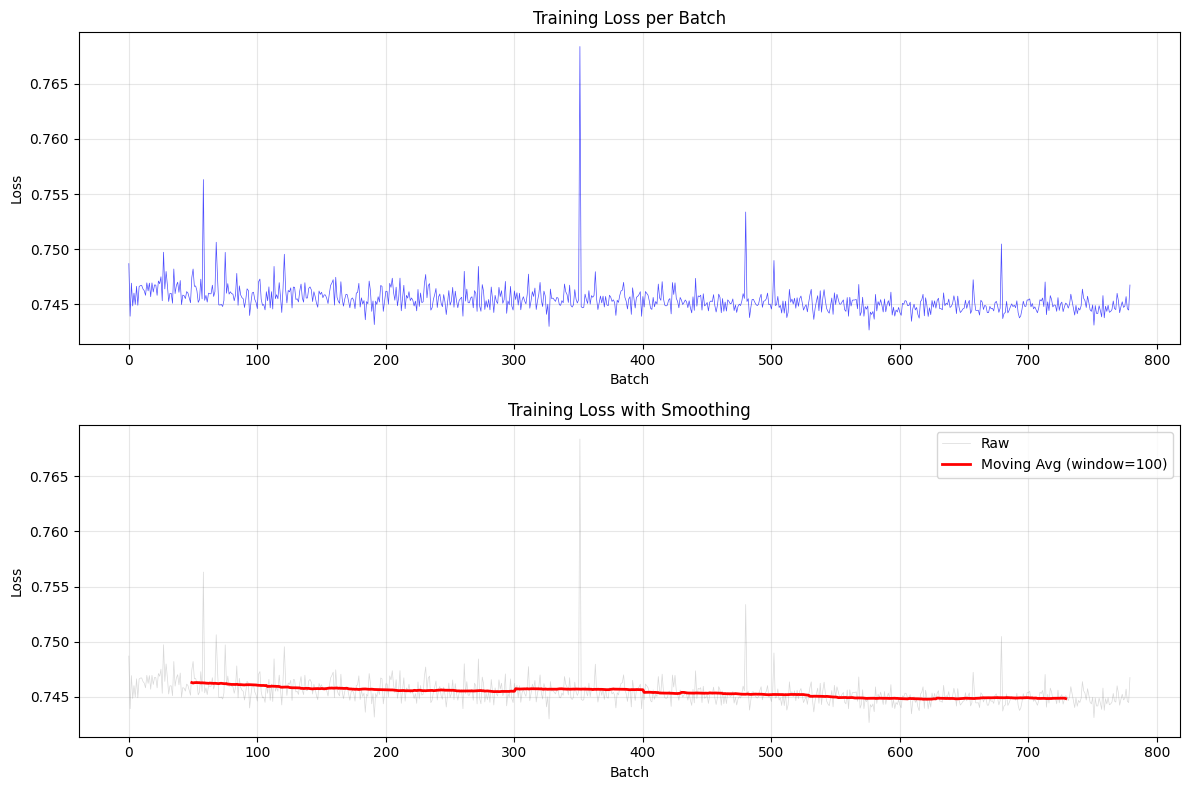 Training Loss per Batch
0.765
0.760
0.755
0.750
0.745
Loss
0 100 200 300 400 500 600 700 800
Batch
Training Loss with Smoothing
Raw
Moving Avg (window=100)
0.765
0.760
0.755
0.750
0.745
Loss
0 100 200 300 400 500 600 700 800
Batch